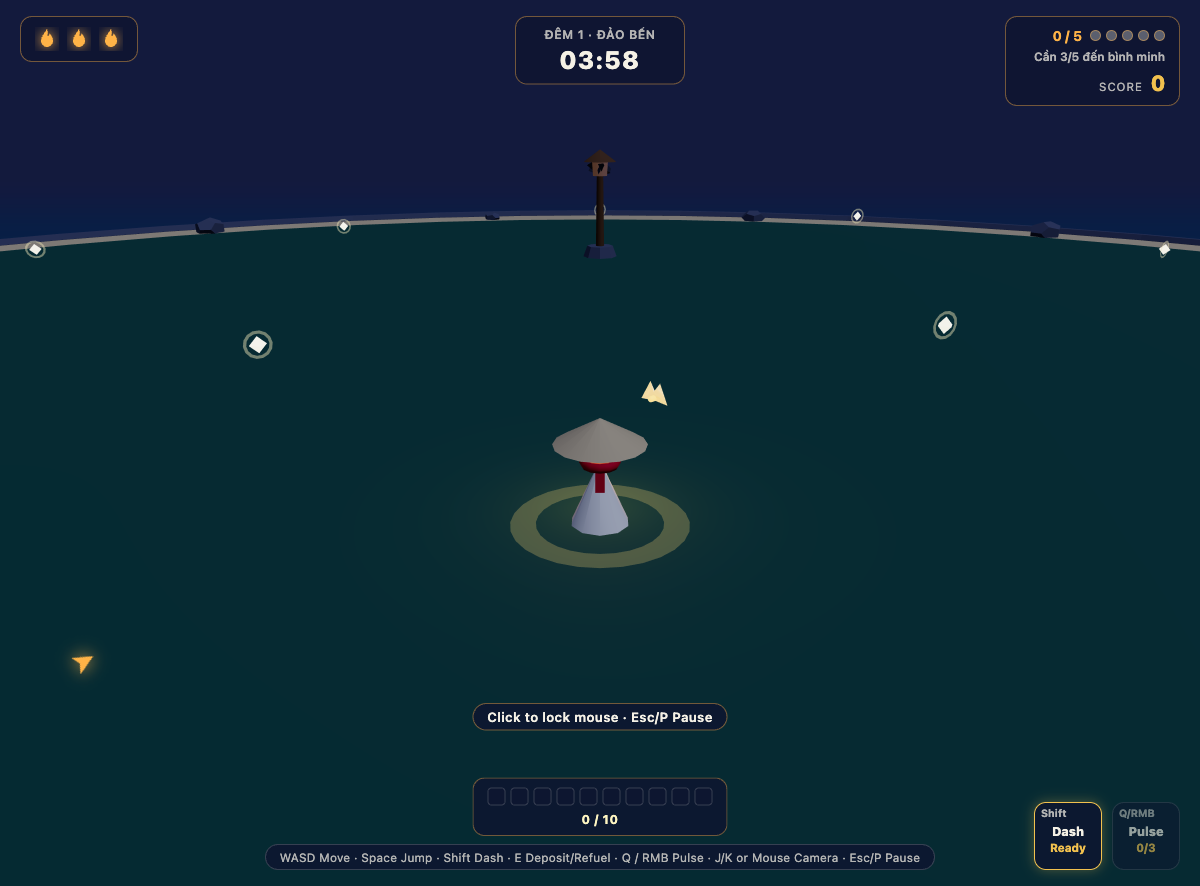 ĐÊM 1 · ĐẢO BẾN
03:58
0 / 5
Cần 3/5 đến bình minh
SCORE 0
Click to lock mouse · Esc/P Pause
0 / 10
WASD Move · Space Jump · Shift Dash · E Deposit/Refuel · Q / RMB Pulse · J/K or Mouse Camera · Esc/P Pause
Shift
Dash
Ready
Q/RMB
Pulse
0/3